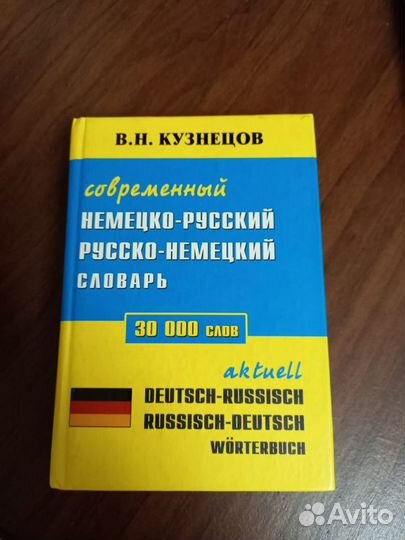 В.Н. КУЗНЕЦОВ
современный
НЕМЕЦКО-РУССКИЙ
РУССКО-НЕМЕЦКИЙ
СЛОВАРЬ
30 000 СЛОВ
aktuell
DEUTSCH-RUSSISCH
RUSSISCH-DEUTSCH
WÖRTERBUCH
Avito